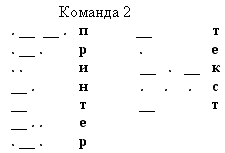 Команда 2
. __ __ . п __ т
. __ . р . е
. . и __ . __ . к
__ . н . . . с
__ т __ т
__ . . е
. __ . р